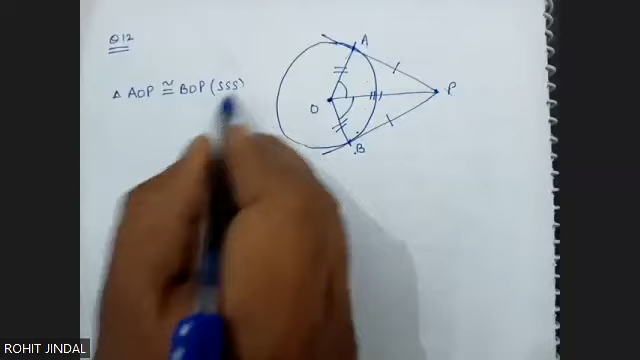 Q12
△ AOP ≅ BOP (SSS)
A
O
P
B
ROHIT JINDAL